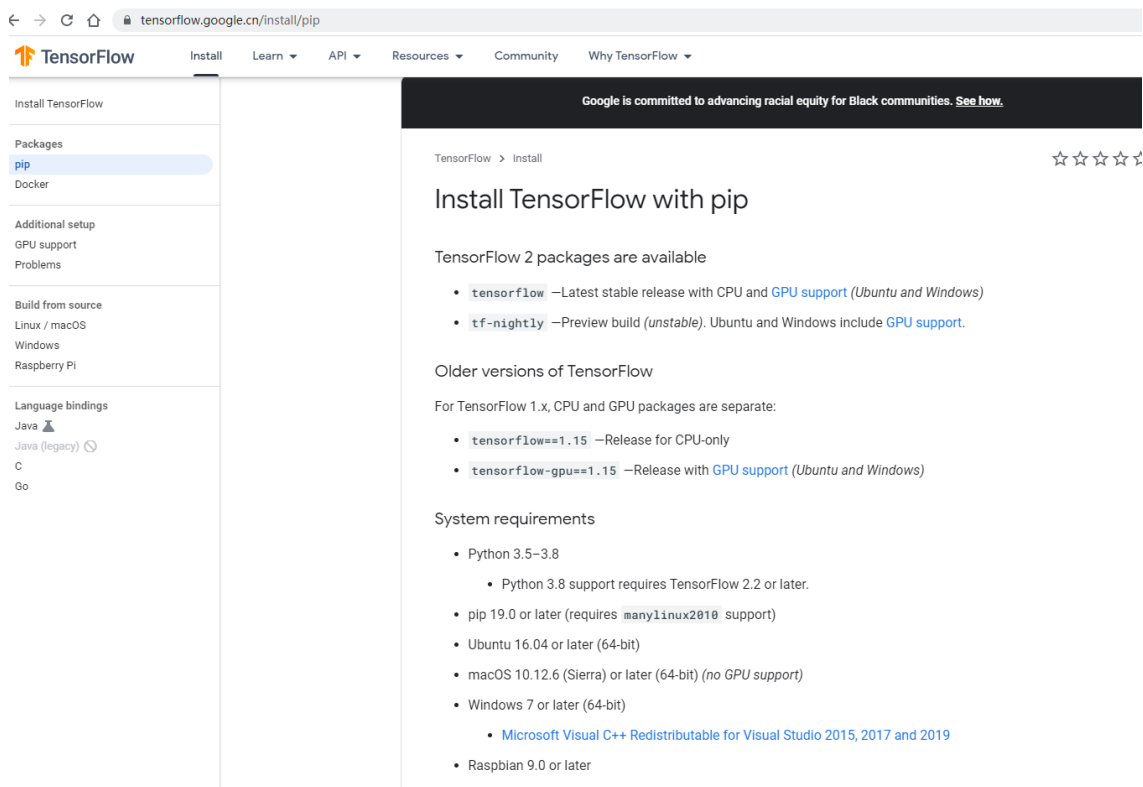 tensorflow.google.cn/install/pip
TensorFlow
Install Learn API Resources Community Why TensorFlow
Install TensorFlow
Packages
pip
Docker
Additional setup
GPU support
Problems
Build from source
Linux / macOS
Windows
Raspberry Pi
Language bindings
Java
Java (legacy)
C
Go
Google is committed to advancing racial equity for Black communities. See how.
TensorFlow > Install
Install TensorFlow with pip
TensorFlow 2 packages are available
• tensorflow —Latest stable release with CPU and GPU support (Ubuntu and Windows)
• tf-nightly —Preview build (unstable). Ubuntu and Windows include GPU support.
Older versions of TensorFlow
For TensorFlow 1.x, CPU and GPU packages are separate:
• tensorflow==1.15 —Release for CPU-only
• tensorflow-gpu==1.15 —Release with GPU support (Ubuntu and Windows)
System requirements
• Python 3.5–3.8
• Python 3.8 support requires TensorFlow 2.2 or later.
• pip 19.0 or later (requires manylinux2010 support)
• Ubuntu 16.04 or later (64-bit)
• macOS 10.12.6 (Sierra) or later (64-bit) (no GPU support)
• Windows 7 or later (64-bit)
• Microsoft Visual C++ Redistributable for Visual Studio 2015, 2017 and 2019
• Raspbian 9.0 or later